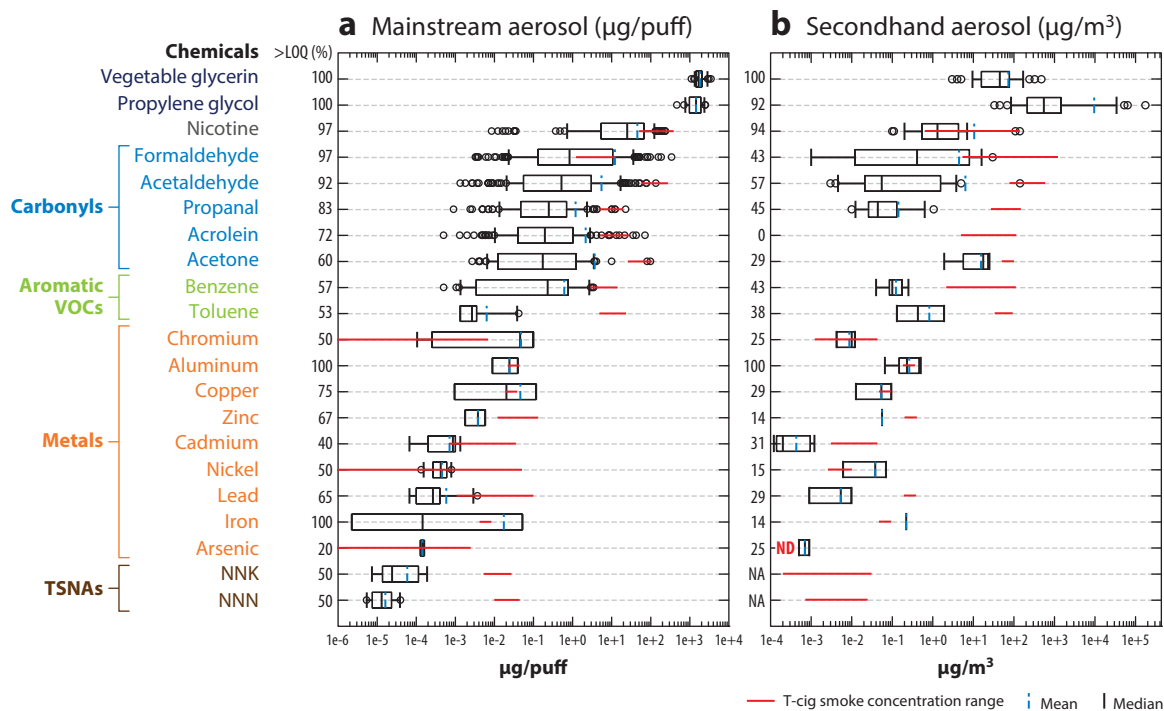 a Mainstream aerosol (μg/puff)
b Secondhand aerosol (μg/m³)
Chemicals >LOQ (%)
Vegetable glycerin 100 100
Propylene glycol 100 92
Nicotine 97 94
Carbonyls
Formaldehyde 97 43
Acetaldehyde 92 57
Propanal 83 45
Acrolein 72 0
Acetone 60 29
Aromatic
VOCs
Benzene 57 43
Toluene 53 38
Metals
Chromium 50 25
Aluminum 100 100
Copper 75 29
Zinc 67 14
Cadmium 40 31
Nickel 50 15
Lead 65 29
Iron 100 14
Arsenic 20 25 ND
TSNAs
NNK 50 NA
NNN 50 NA
1e-6 1e-5 1e-4 1e-3 1e-2 1e-1 1e+0 1e+1 1e+2 1e+3 1e+4
μg/puff
1e-4 1e-3 1e-2 1e-1 1e+0 1e+1 1e+2 1e+3 1e+4 1e+5
μg/m³
T-cig smoke concentration range Mean Median